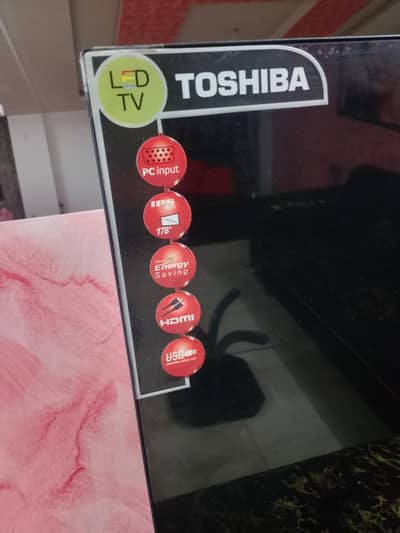 LED
TV
TOSHIBA
PC input
IPS
178°
Energy
Saving
HDMI
USB